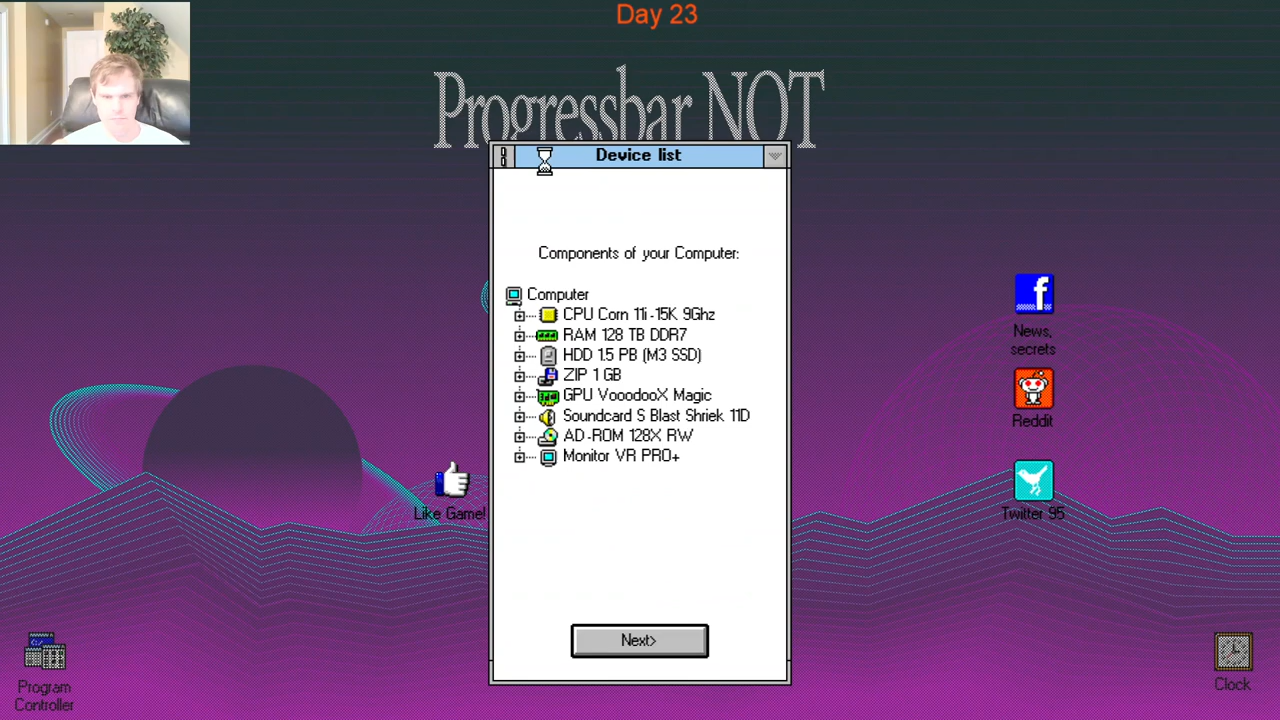 Day 23
Progressbar NOT
Device list
Components of your Computer:
Computer
CPU Corn 11i-15K 9Ghz
RAM 128 TB DDR7
HDD 1.5 PB (M3 SSD)
ZIP 1 GB
GPU VooodooX Magic
Soundcard S Blast Shriek 11D
AD-ROM 128X RW
Monitor VR PRO+
Next>
Like Game!
News,
secrets
Reddit
Twitter 95
Program
Controller
Clock